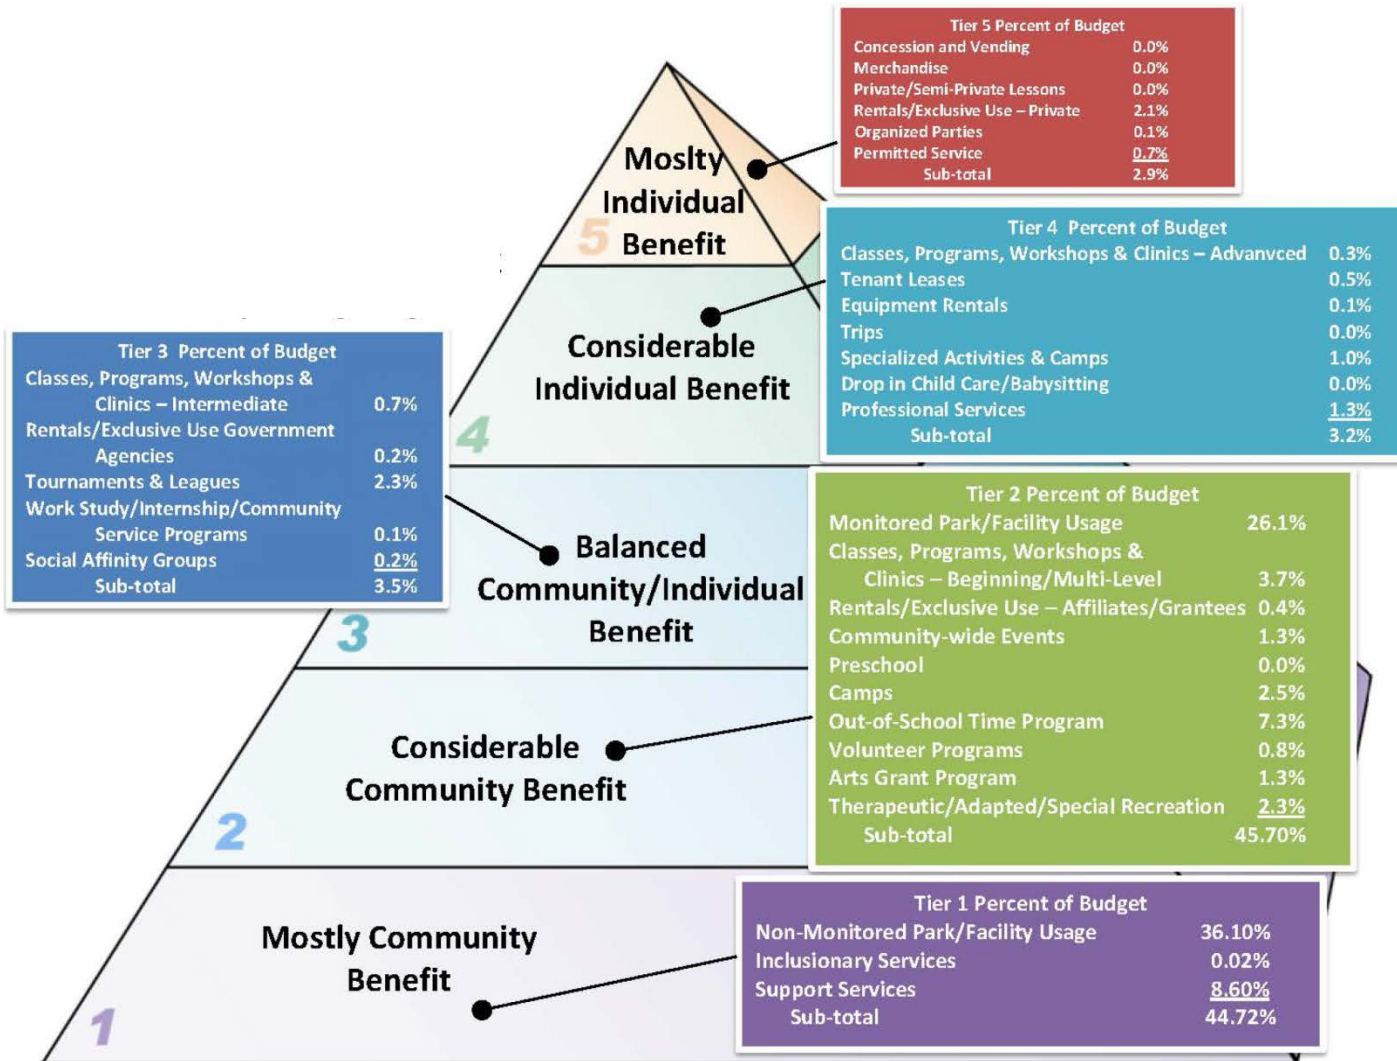 Tier 5 Percent of Budget
Concession and Vending 0.0%
Merchandise 0.0%
Private/Semi-Private Lessons 0.0%
Rentals/Exclusive Use – Private 2.1%
Organized Parties 0.1%
Permitted Service 0.7%
Sub-total 2.9%
Moslty
Individual
Benefit
5
Tier 4 Percent of Budget
Classes, Programs, Workshops & Clinics – Advanvced 0.3%
Tenant Leases 0.5%
Equipment Rentals 0.1%
Trips 0.0%
Specialized Activities & Camps 1.0%
Drop in Child Care/Babysitting 0.0%
Professional Services 1.3%
Sub-total 3.2%
Considerable
Individual Benefit
4
Tier 3 Percent of Budget
Classes, Programs, Workshops &
Clinics – Intermediate 0.7%
Rentals/Exclusive Use Government
Agencies 0.2%
Tournaments & Leagues 2.3%
Work Study/Internship/Community
Service Programs 0.1%
Social Affinity Groups 0.2%
Sub-total 3.5%
Balanced
Community/Individual
Benefit
3
Tier 2 Percent of Budget
Monitored Park/Facility Usage 26.1%
Classes, Programs, Workshops &
Clinics – Beginning/Multi-Level 3.7%
Rentals/Exclusive Use – Affiliates/Grantees 0.4%
Community-wide Events 1.3%
Preschool 0.0%
Camps 2.5%
Out-of-School Time Program 7.3%
Volunteer Programs 0.8%
Arts Grant Program 1.3%
Therapeutic/Adapted/Special Recreation 2.3%
Sub-total 45.70%
Considerable
Community Benefit
2
Tier 1 Percent of Budget
Non-Monitored Park/Facility Usage 36.10%
Inclusionary Services 0.02%
Support Services 8.60%
Sub-total 44.72%
Mostly Community
Benefit
1